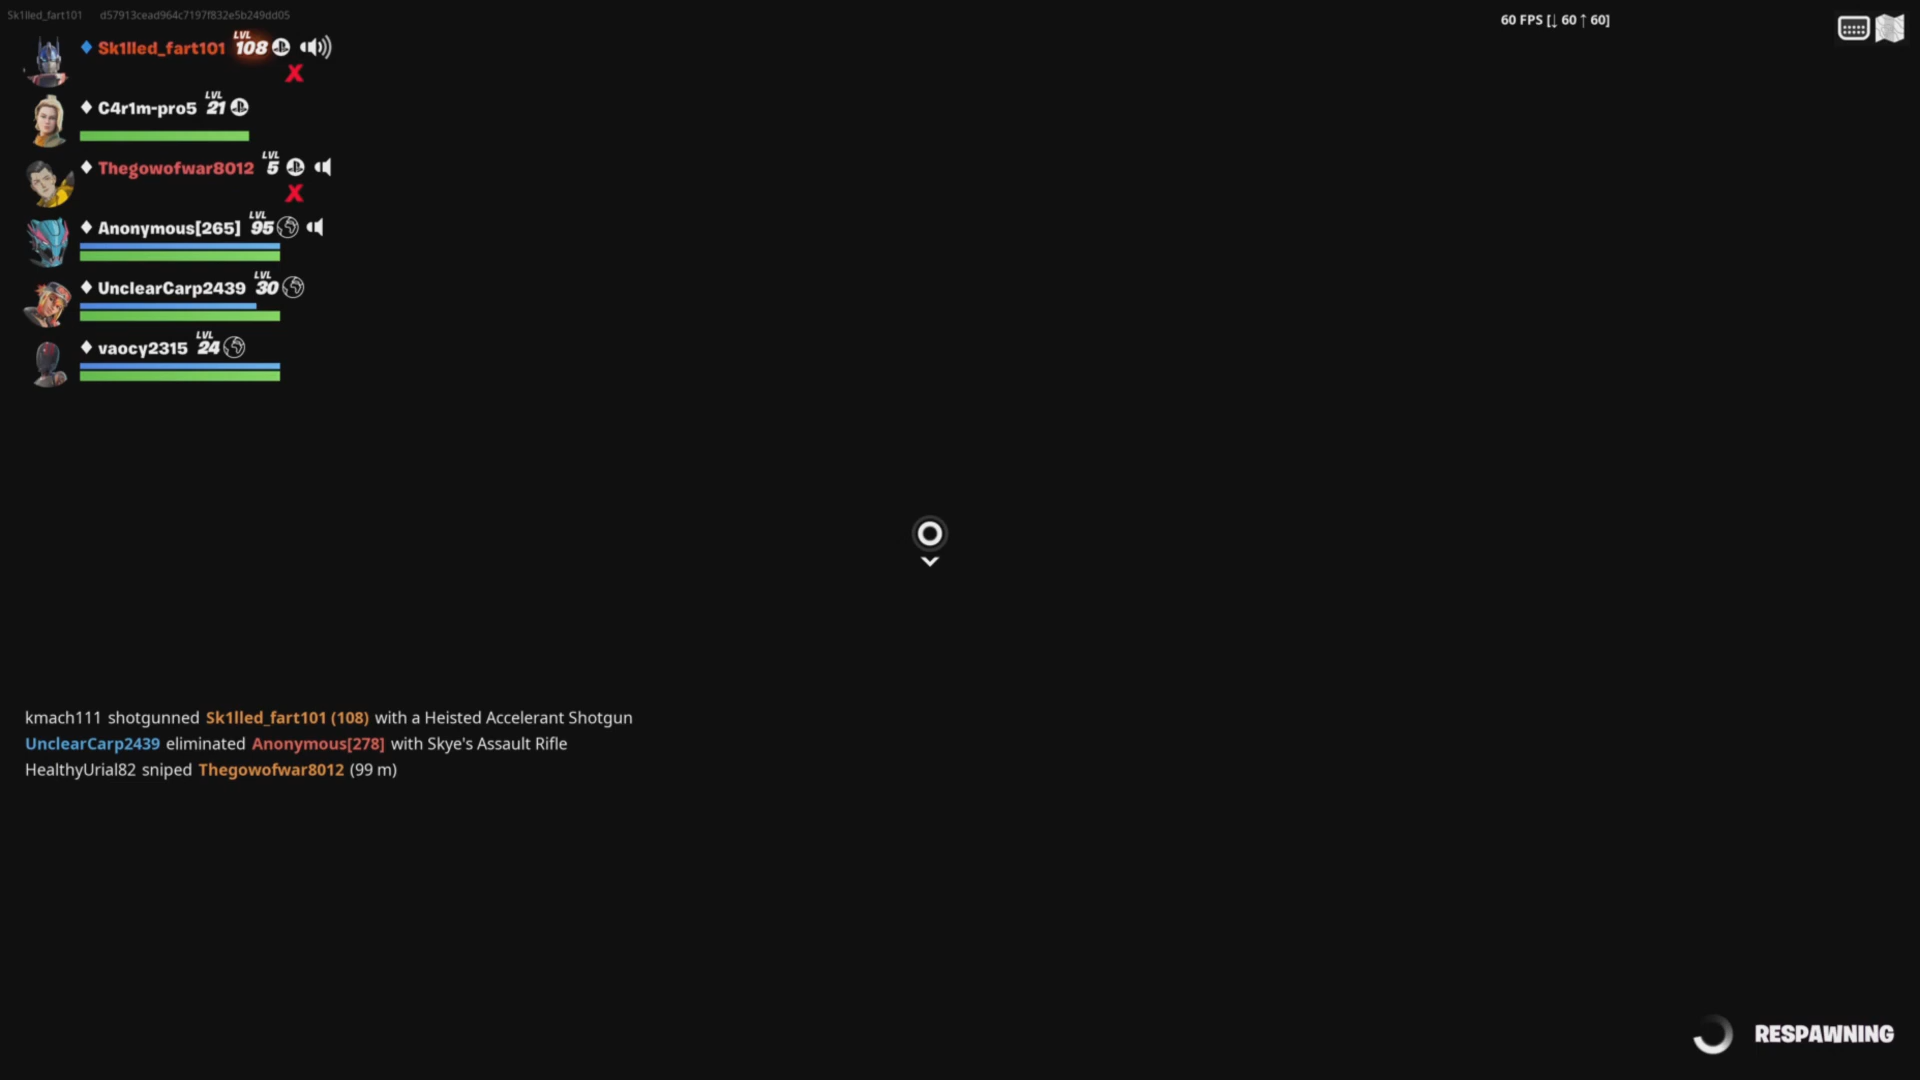 Sk1lled_fart101 d57913cead964c7197f832e5b249dd05
60 FPS [↓ 60 ↑ 60]
Sk1lled_fart101 LVL 108
X
C4r1m-pro5 LVL 21
Thegowofwar8012 LVL 5
X
Anonymous[265] LVL 95
UnclearCarp2439 LVL 30
vaocy2315 LVL 24
kmach111 shotgunned Sk1lled_fart101 (108) with a Heisted Accelerant Shotgun
UnclearCarp2439 eliminated Anonymous[278] with Skye's Assault Rifle
HealthyUrial82 sniped Thegowofwar8012 (99 m)
RESPAWNING